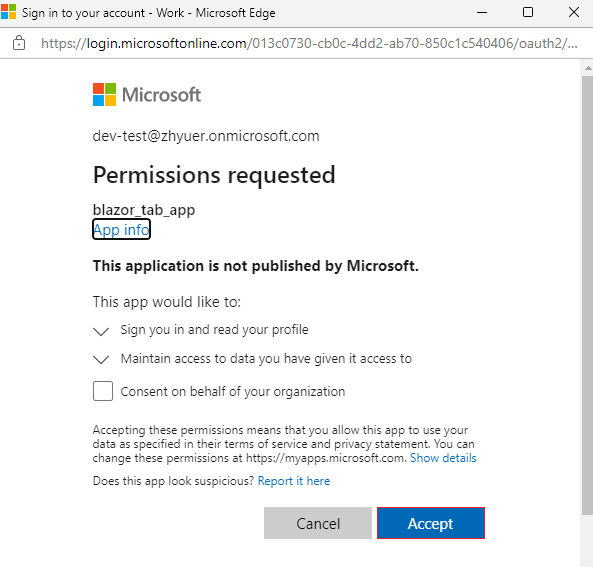 Sign in to your account - Work - Microsoft Edge
https://login.microsoftonline.com/013c0730-cb0c-4dd2-ab70-850c1c540406/oauth2/...
Microsoft
dev-test@zhyuer.onmicrosoft.com
Permissions requested
blazor_tab_app
App info
This application is not published by Microsoft.
This app would like to:
Sign you in and read your profile
Maintain access to data you have given it access to
Consent on behalf of your organization
Accepting these permissions means that you allow this app to use your
data as specified in their terms of service and privacy statement. You can
change these permissions at https://myapps.microsoft.com. Show details
Does this app look suspicious? Report it here
Cancel Accept